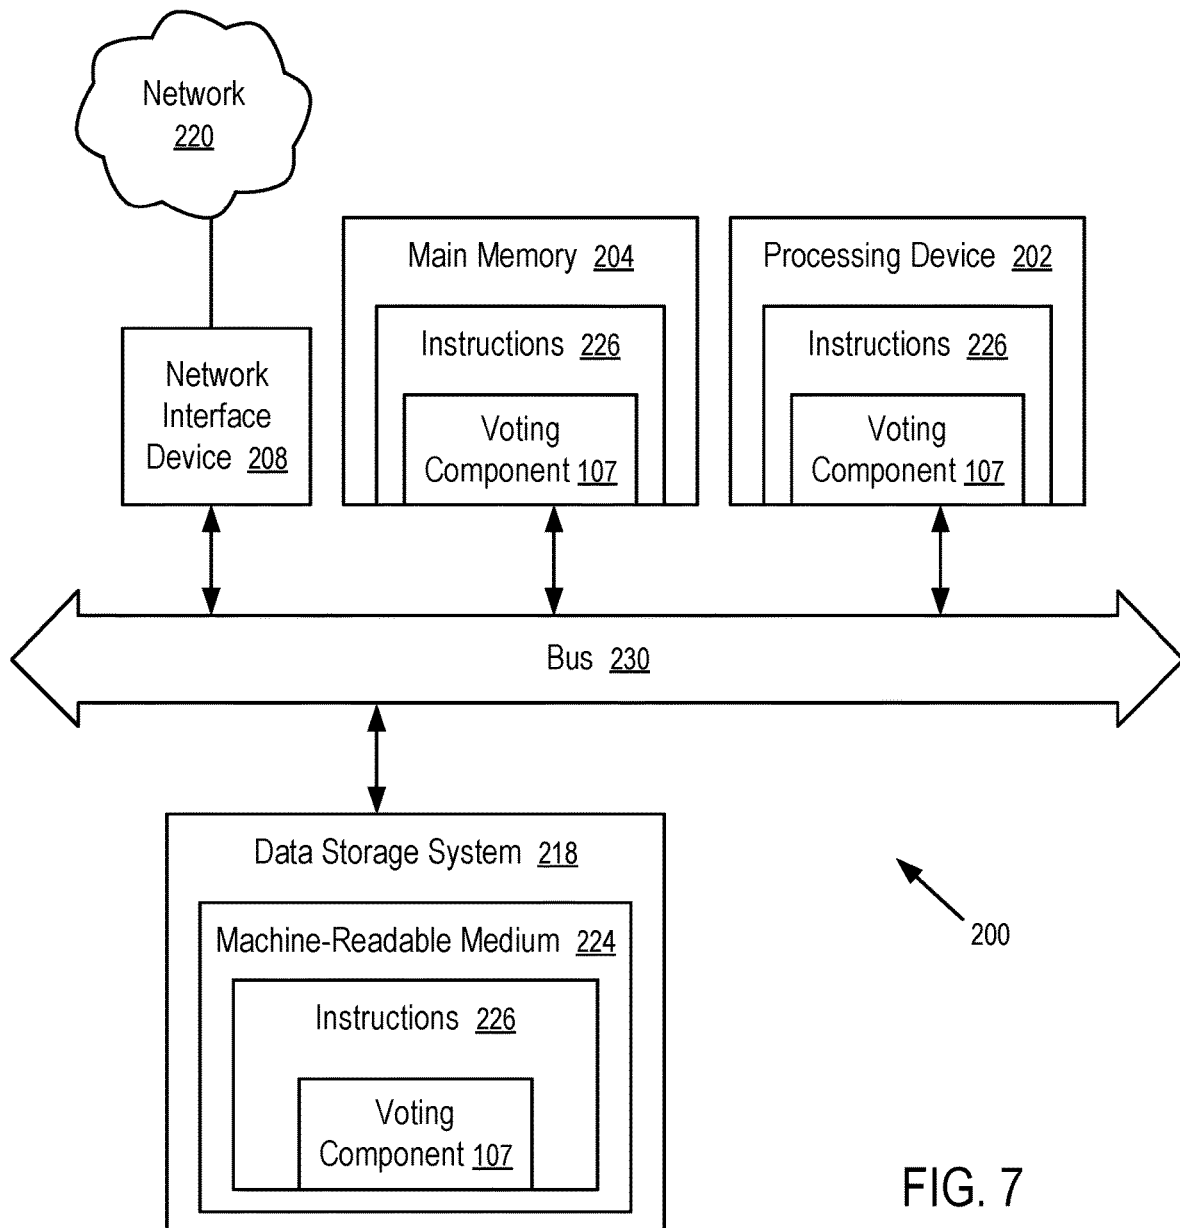 Network
220
Main Memory 204
Processing Device 202
Instructions 226
Instructions 226
Network
Interface
Device 208
Voting
Component 107
Voting
Component 107
Bus 230
Data Storage System 218
Machine-Readable Medium 224
Instructions 226
Voting
Component 107
200
FIG. 7